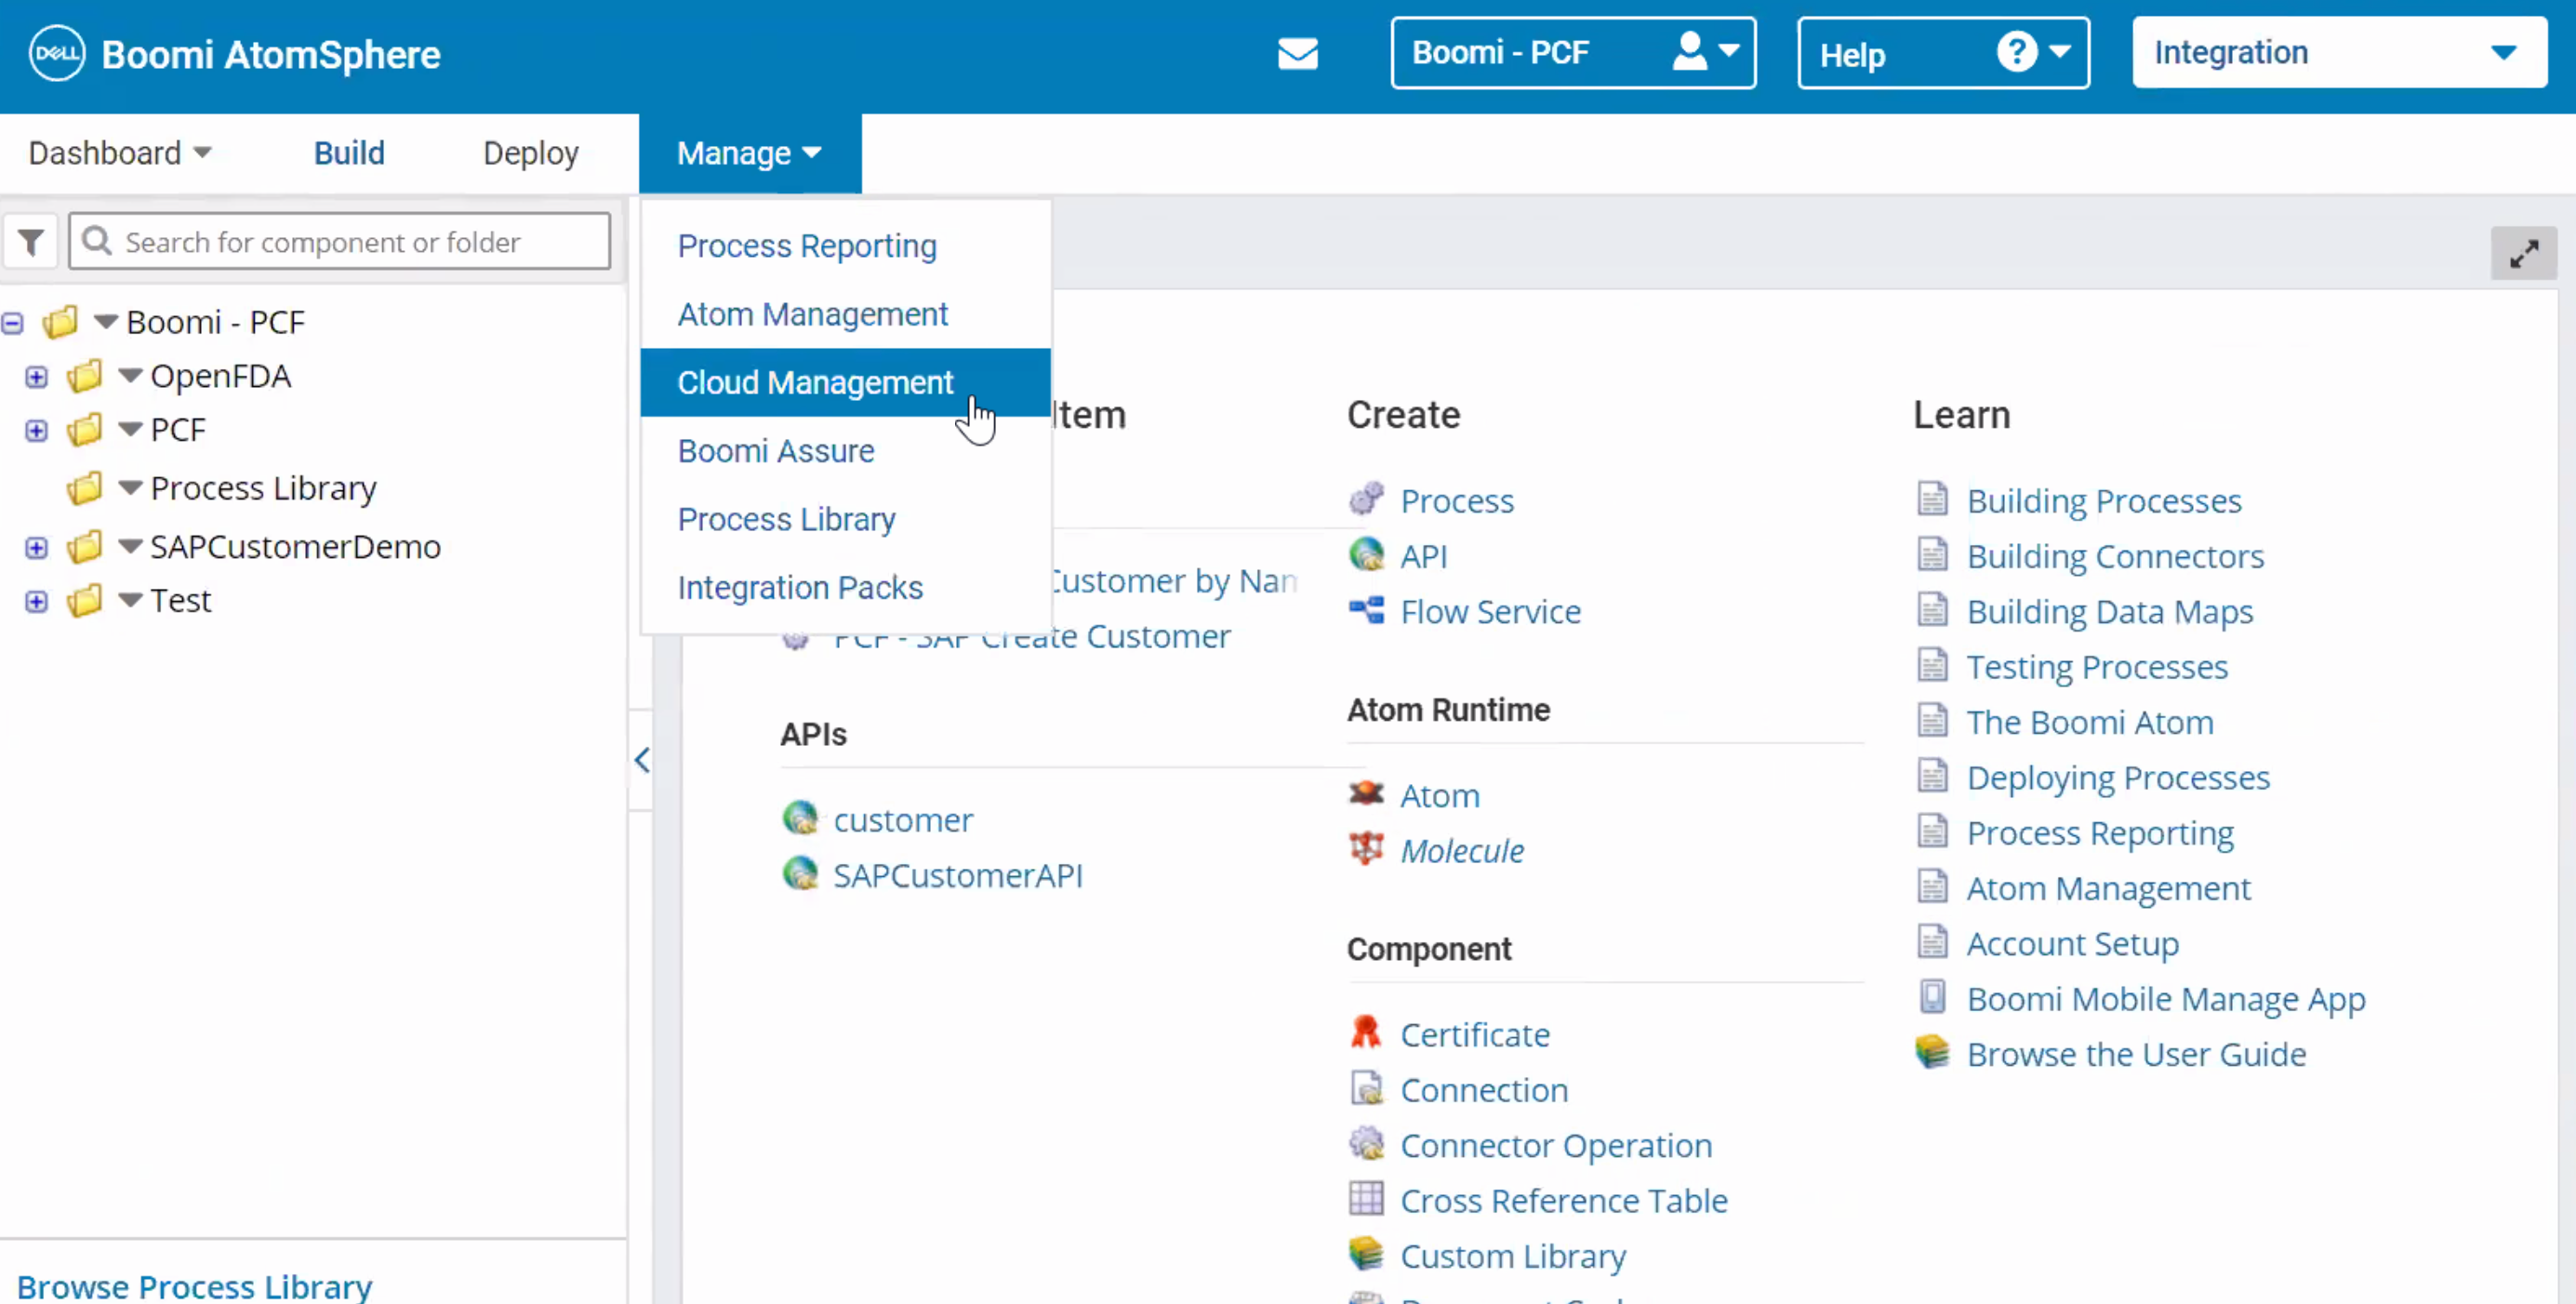 DELL Boomi AtomSphere
Boomi - PCF
Help
Integration
Dashboard
Build
Deploy
Manage
Search for component or folder
Boomi - PCF
OpenFDA
PCF
Process Library
SAPCustomerDemo
Test
Browse Process Library
Process Reporting
Atom Management
Cloud Management
Boomi Assure
Process Library
Integration Packs
Item
Customer by Nam
PCF - SAP Create Customer
APIs
customer
SAPCustomerAPI
Create
Process
API
Flow Service
Atom Runtime
Atom
Molecule
Component
Certificate
Connection
Connector Operation
Cross Reference Table
Custom Library
Learn
Building Processes
Building Connectors
Building Data Maps
Testing Processes
The Boomi Atom
Deploying Processes
Process Reporting
Atom Management
Account Setup
Boomi Mobile Manage App
Browse the User Guide